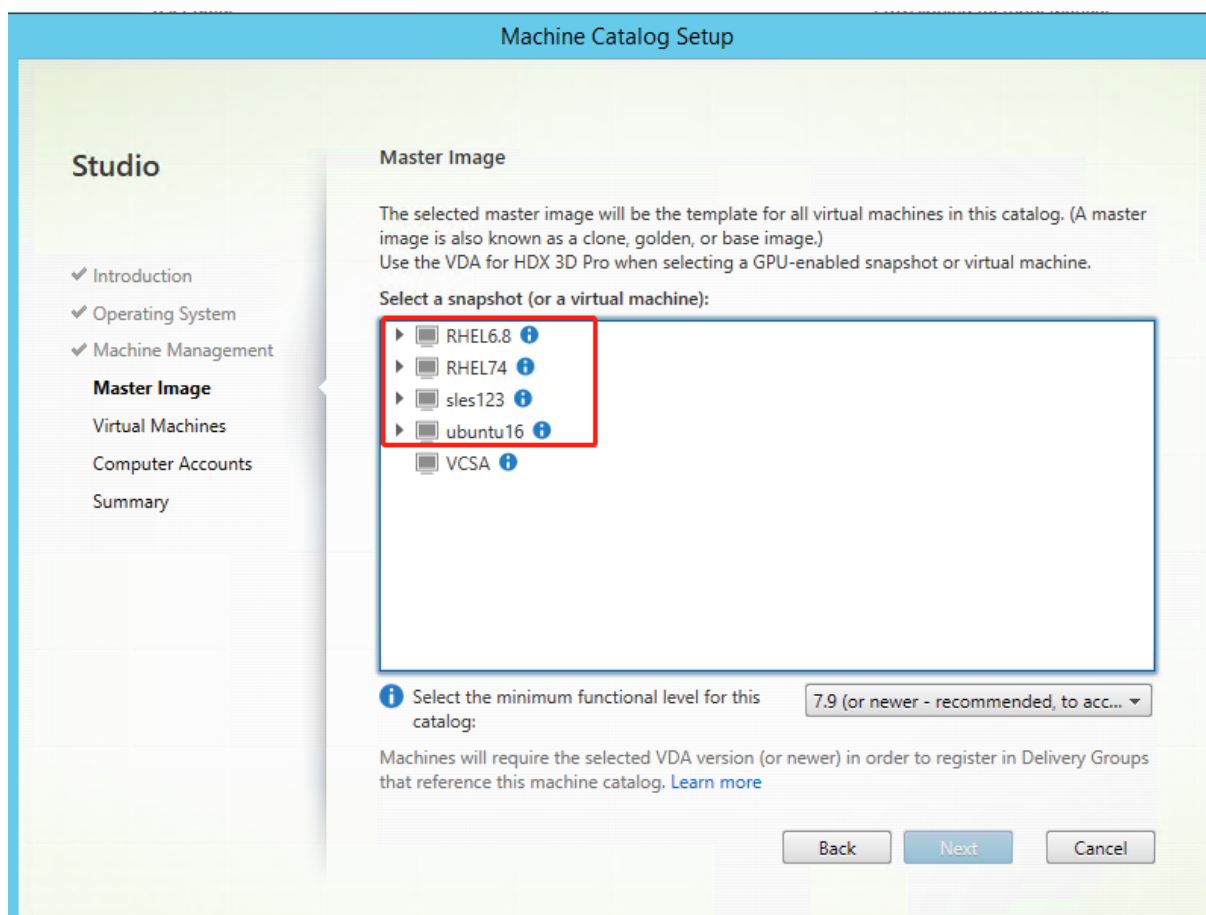 Machine Catalog Setup
Studio
Introduction
Operating System
Machine Management
Master Image
Virtual Machines
Computer Accounts
Summary
Master Image
The selected master image will be the template for all virtual machines in this catalog. (A master
image is also known as a clone, golden, or base image.)
Use the VDA for HDX 3D Pro when selecting a GPU-enabled snapshot or virtual machine.
Select a snapshot (or a virtual machine):
RHEL6.8
RHEL74
sles123
ubuntu16
VCSA
Select the minimum functional level for this
catalog:
7.9 (or newer - recommended, to acc...
Machines will require the selected VDA version (or newer) in order to register in Delivery Groups
that reference this machine catalog. Learn more
Back
Next
Cancel